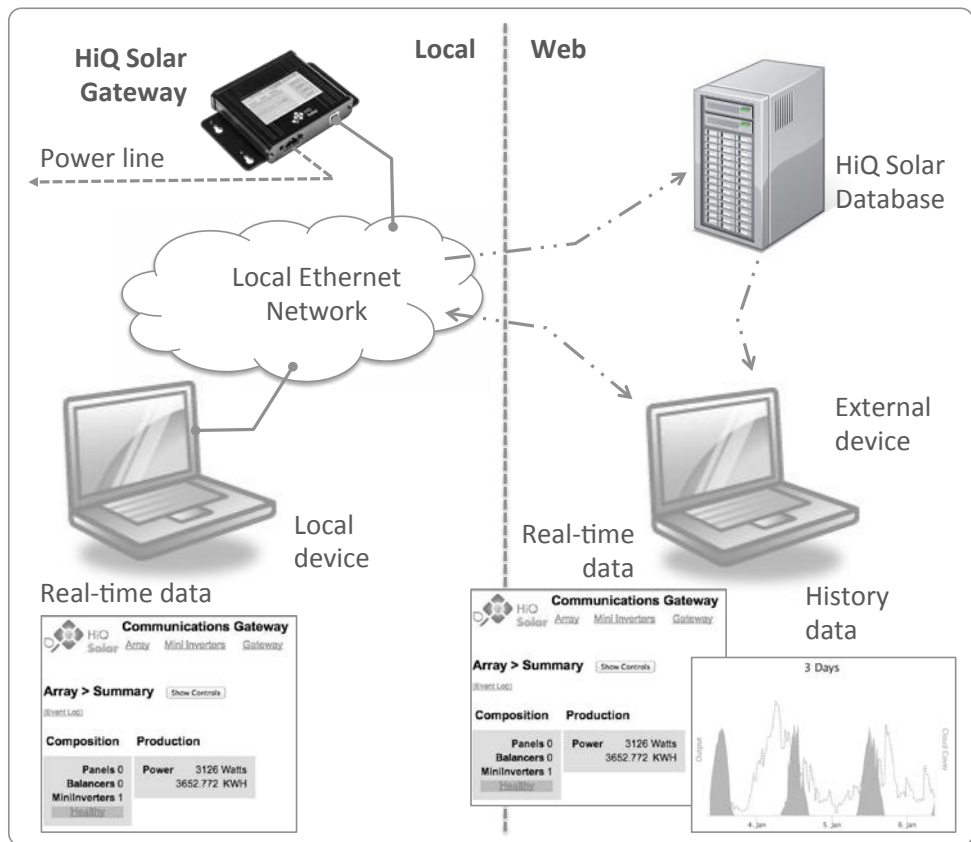 HiQ Solar
Gateway
Local
Web
Power line
HiQ Solar
Database
Local Ethernet
Network
External
device
Local
device
Real-time
data
Real-time data
History
data
Communications Gateway
HiQ
Solar
Array Mini Inverters Gateway
Array > Summary Show Controls
(Event Log)
Composition Production
Panels 0 Power 3126 Watts
Balancers 0 3652.772 KWH
MiniInverters 1
Healthy
Communications Gateway
HiQ
Solar
Array Mini Inverters Gateway
Array > Summary Show Controls
(Event Log)
Composition Production
Panels 0 Power 3126 Watts
Balancers 0 3652.772 KWH
MiniInverters 1
Healthy
3 Days
Output
Cloud Cover
4. Jan 5. Jan 6. Jan